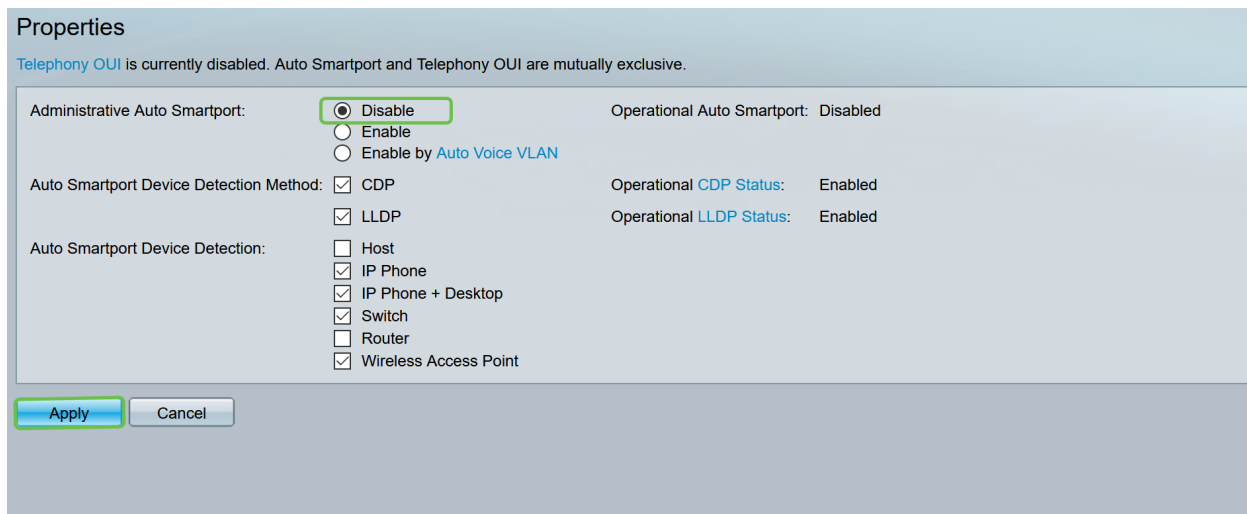 Properties
Telephony OUI is currently disabled. Auto Smartport and Telephony OUI are mutually exclusive.
Administrative Auto Smartport: Disable Operational Auto Smartport: Disabled
Enable
Enable by Auto Voice VLAN
Auto Smartport Device Detection Method: CDP Operational CDP Status: Enabled
LLDP Operational LLDP Status: Enabled
Auto Smartport Device Detection: Host
IP Phone
IP Phone + Desktop
Switch
Router
Wireless Access Point
Apply Cancel